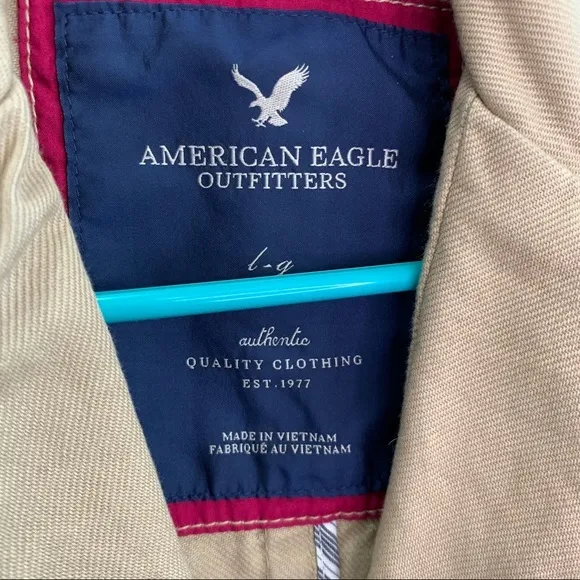 AMERICAN EAGLE
OUTFITTERS
l-g
authentic
QUALITY CLOTHING
EST. 1977
MADE IN VIETNAM
FABRIQUÉ AU VIETNAM